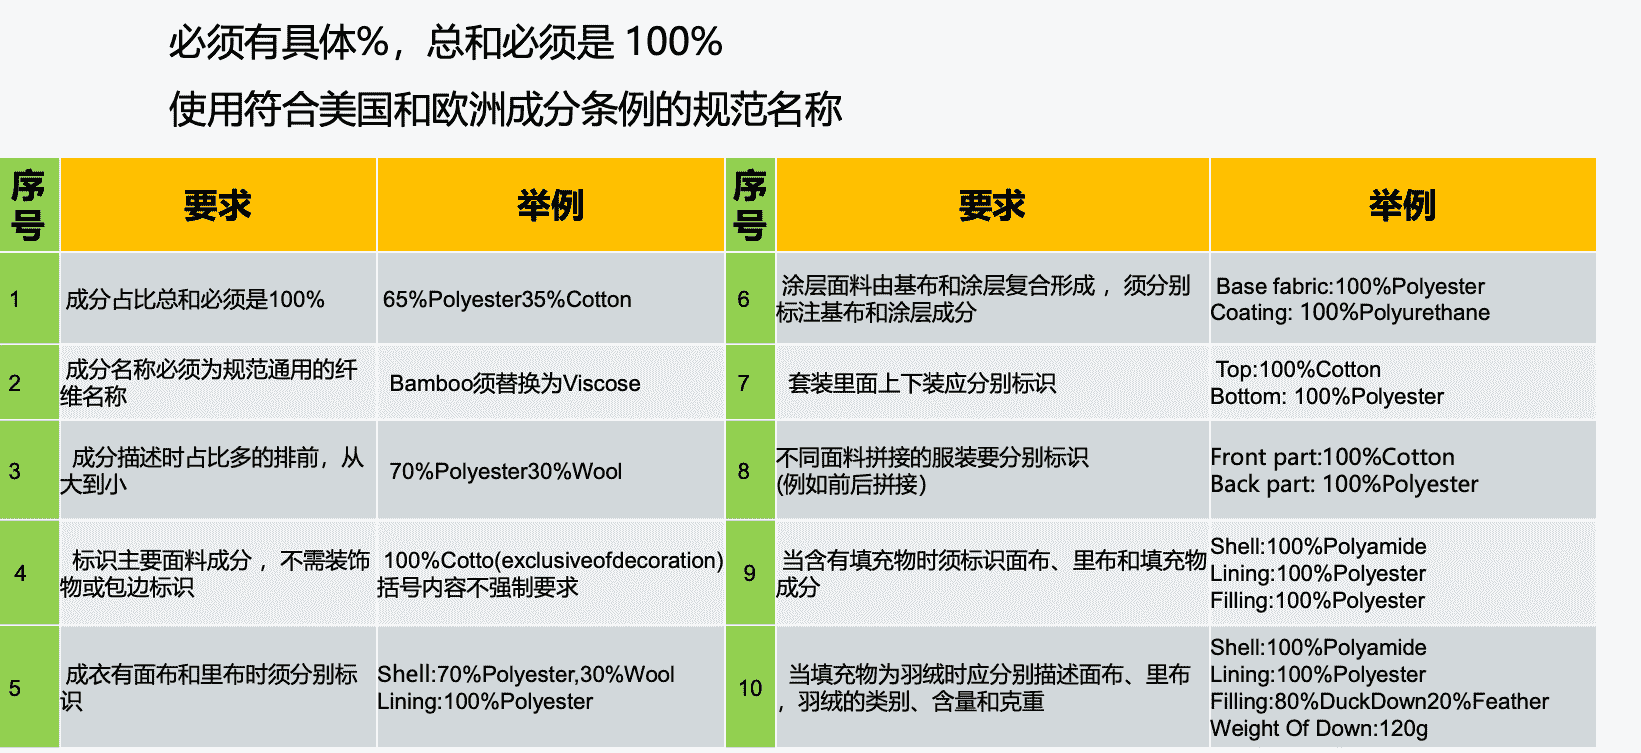 必须有具体%，总和必须是 100%
使用符合美国和欧洲成分条例的规范名称
序
号
要求
举例
序
号
要求
举例
1
成分占比总和必须是100%
65%Polyester35%Cotton
6
涂层面料由基布和涂层复合形成 ，须分别
标注基布和涂层成分
Base fabric:100%Polyester
Coating: 100%Polyurethane
2
成分名称必须为规范通用的纤
维名称
Bamboo须替换为Viscose
7
套装里面上下装应分别标识
Top:100%Cotton
Bottom: 100%Polyester
3
成分描述时占比多的排前，从
大到小
70%Polyester30%Wool
8
不同面料拼接的服装要分别标识
(例如前后拼接)
Front part:100%Cotton
Back part: 100%Polyester
4
标识主要面料成分 ，不需装饰
物或包边标识
100%Cotto(exclusiveofdecoration)
括号内容不强制要求
9
当含有填充物时须标识面布、里布和填充物
成分
Shell:100%Polyamide
Lining:100%Polyester
Filling:100%Polyester
5
成衣有面布和里布时须分别标
识
Shell:70%Polyester,30%Wool
Lining:100%Polyester
10
当填充物为羽绒时应分别描述面布、里布
，羽绒的类别、含量和克重
Shell:100%Polyamide
Lining:100%Polyester
Filling:80%DuckDown20%Feather
Weight Of Down:120g